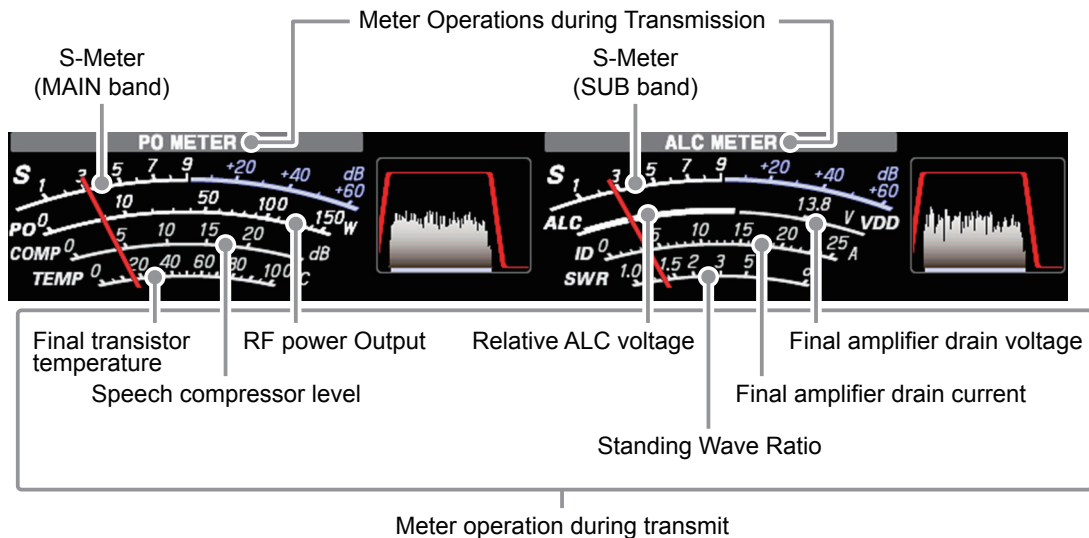 Meter Operations during Transmission
S-Meter
(MAIN band)
S-Meter
(SUB band)
PO METER
S 1 3 5 7 9 +20 +40 +60 dB
PO 0 10 50 100 150 W
COMP 0 5 10 15 20 dB
TEMP 0 20 40 60 80 100 C
ALC METER
S 1 3 5 7 9 +20 +40 +60 dB
ALC 13.8 V VDD
ID 0 5 10 15 20 25 A
SWR 1.0 1.5 2 3 5
Final transistor
temperature
RF power Output
Relative ALC voltage
Final amplifier drain voltage
Speech compressor level
Final amplifier drain current
Standing Wave Ratio
Meter operation during transmit